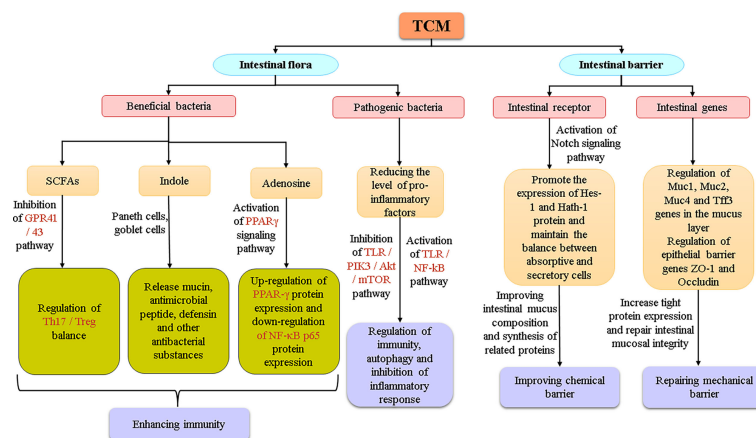 TCM
Intestinal flora
Intestinal barrier
Beneficial bacteria
Pathogenic bacteria
Intestinal receptor
Intestinal genes
Activation of
Notch signaling
pathway
SCFAs
Indole
Adenosine
Reducing the
level of pro-
inflammatory
factors
Promote the
expression of Hes-
1 and Hath-1
protein and
maintain the
balance between
absorptive and
secretory cells
Regulation of
Muc1, Muc2,
Muc4 and Tff3
genes in the mucus
layer
Regulation of
epithelial barrier
genes ZO-1 and
Occludin
Inhibition
of GPR41
/ 43
pathway
Paneth cells,
goblet cells
Activation
of PPARγ
signaling
pathway
Inhibition
of TLR /
PIK3 / Akt
/ mTOR
pathway
Activation
of TLR /
NF-kB
pathway
Regulation of
Th17 / Treg
balance
Release mucin,
antimicrobial
peptide, defensin
and other
antibacterial
substances
Up-regulation
of PPAR-γ protein
expression and
down-regulation
of NF-κB p65
protein
expression
Regulation of
immunity,
autophagy and
inhibition of
inflammatory
response
Improving
intestinal mucus
composition and
synthesis of
related proteins
Increase tight
protein expression
and repair intestinal
mucosal integrity
Enhancing immunity
Improving chemical
barrier
Repairing mechanical
barrier